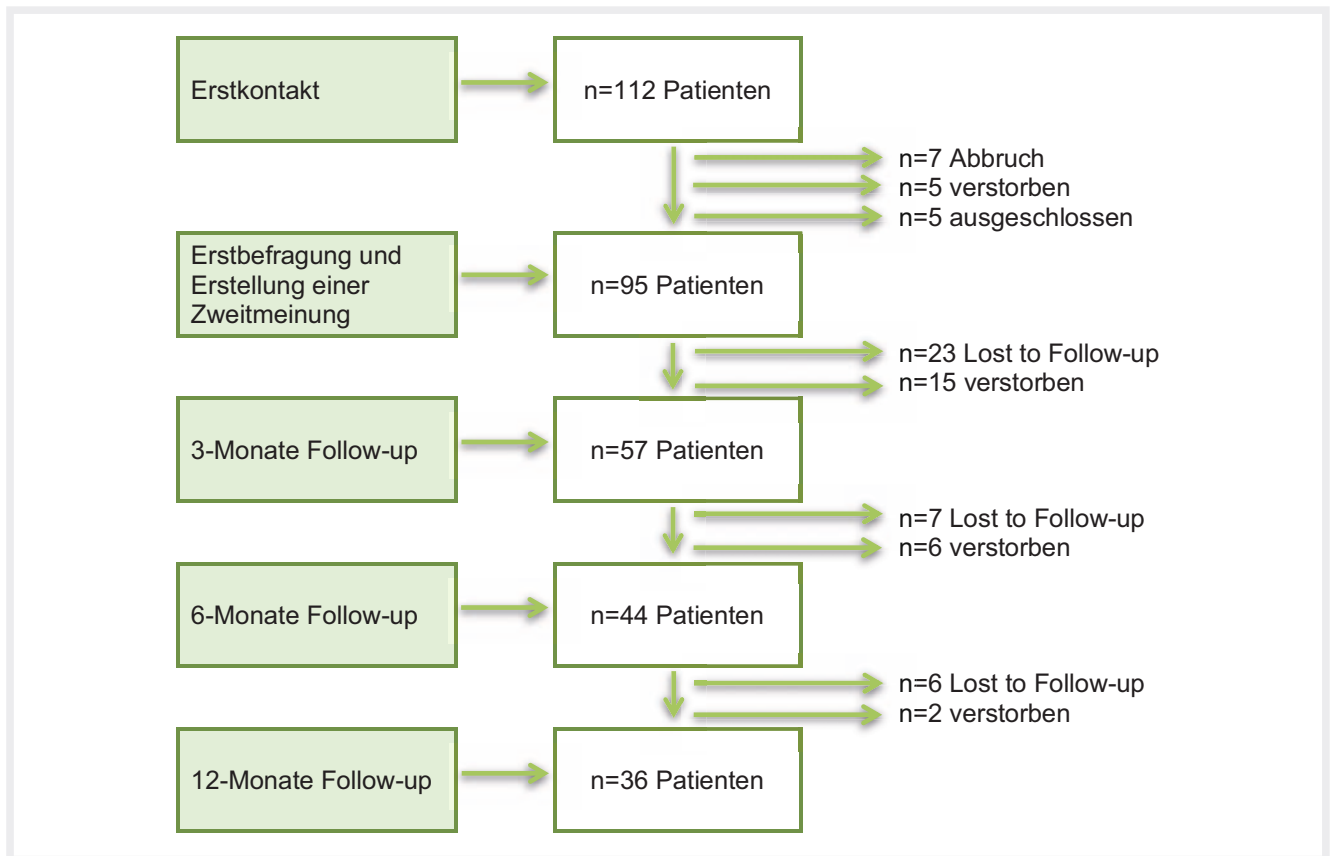 Erstkontakt
n=112 Patienten
n=7 Abbruch
n=5 verstorben
n=5 ausgeschlossen
Erstbefragung und
Erstellung einer
Zweitmeinung
n=95 Patienten
n=23 Lost to Follow-up
n=15 verstorben
3-Monate Follow-up
n=57 Patienten
n=7 Lost to Follow-up
n=6 verstorben
6-Monate Follow-up
n=44 Patienten
n=6 Lost to Follow-up
n=2 verstorben
12-Monate Follow-up
n=36 Patienten